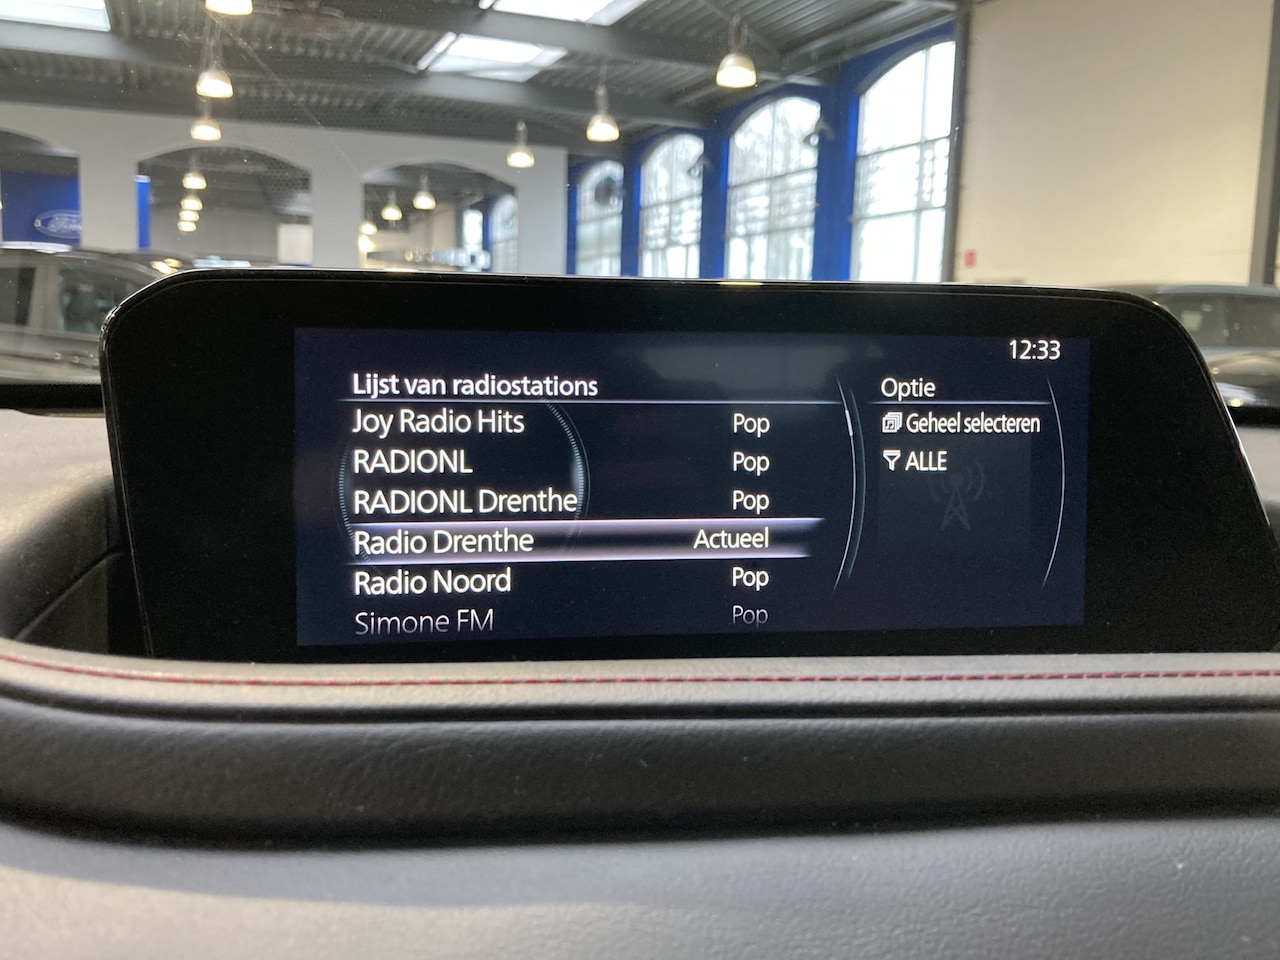 Ford
12:33
Lijst van radiostations
Optie
Joy Radio Hits Pop
Geheel selecteren
RADIONL Pop
ALLE
RADIONL Drenthe Pop
Radio Drenthe Actueel
Radio Noord Pop
Simone FM Pop